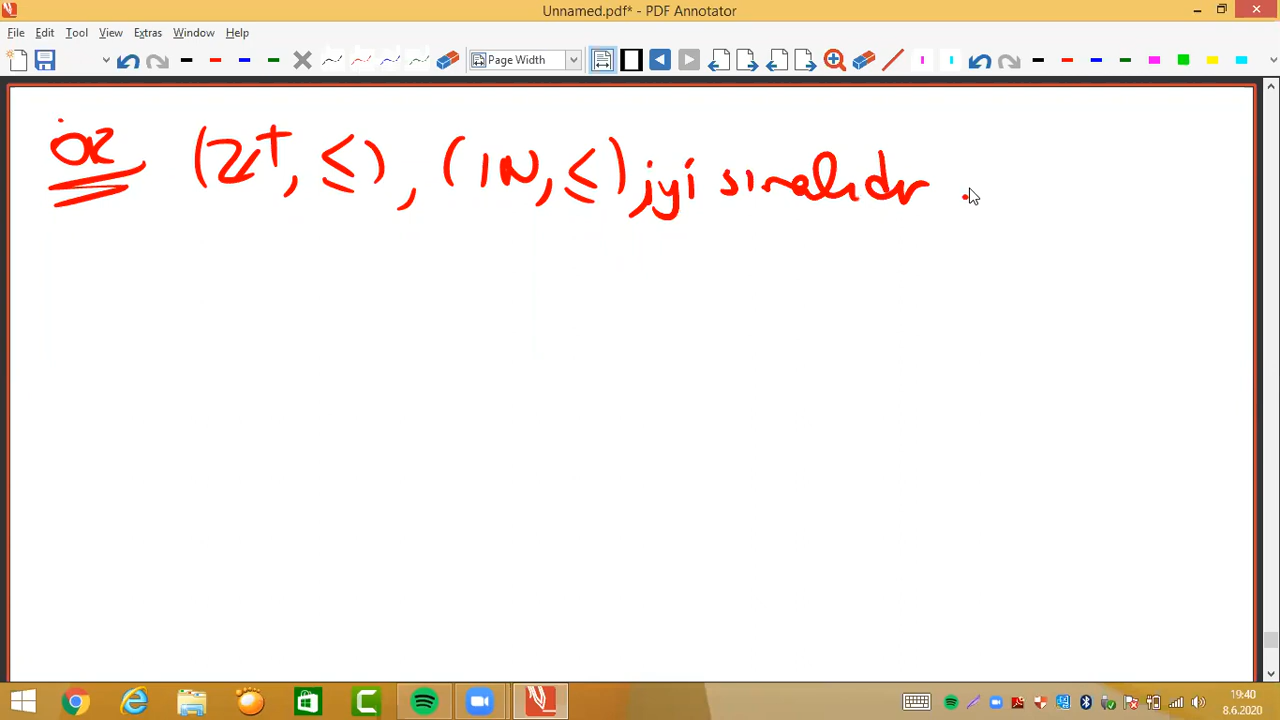 Unnamed.pdf* - PDF Annotator
File Edit Tool View Extras Window Help
Page Width
ÖR (ℤ⁺, ≤), (ℕ, ≤) iyi sıralıdır.
19:40
8.6.2020